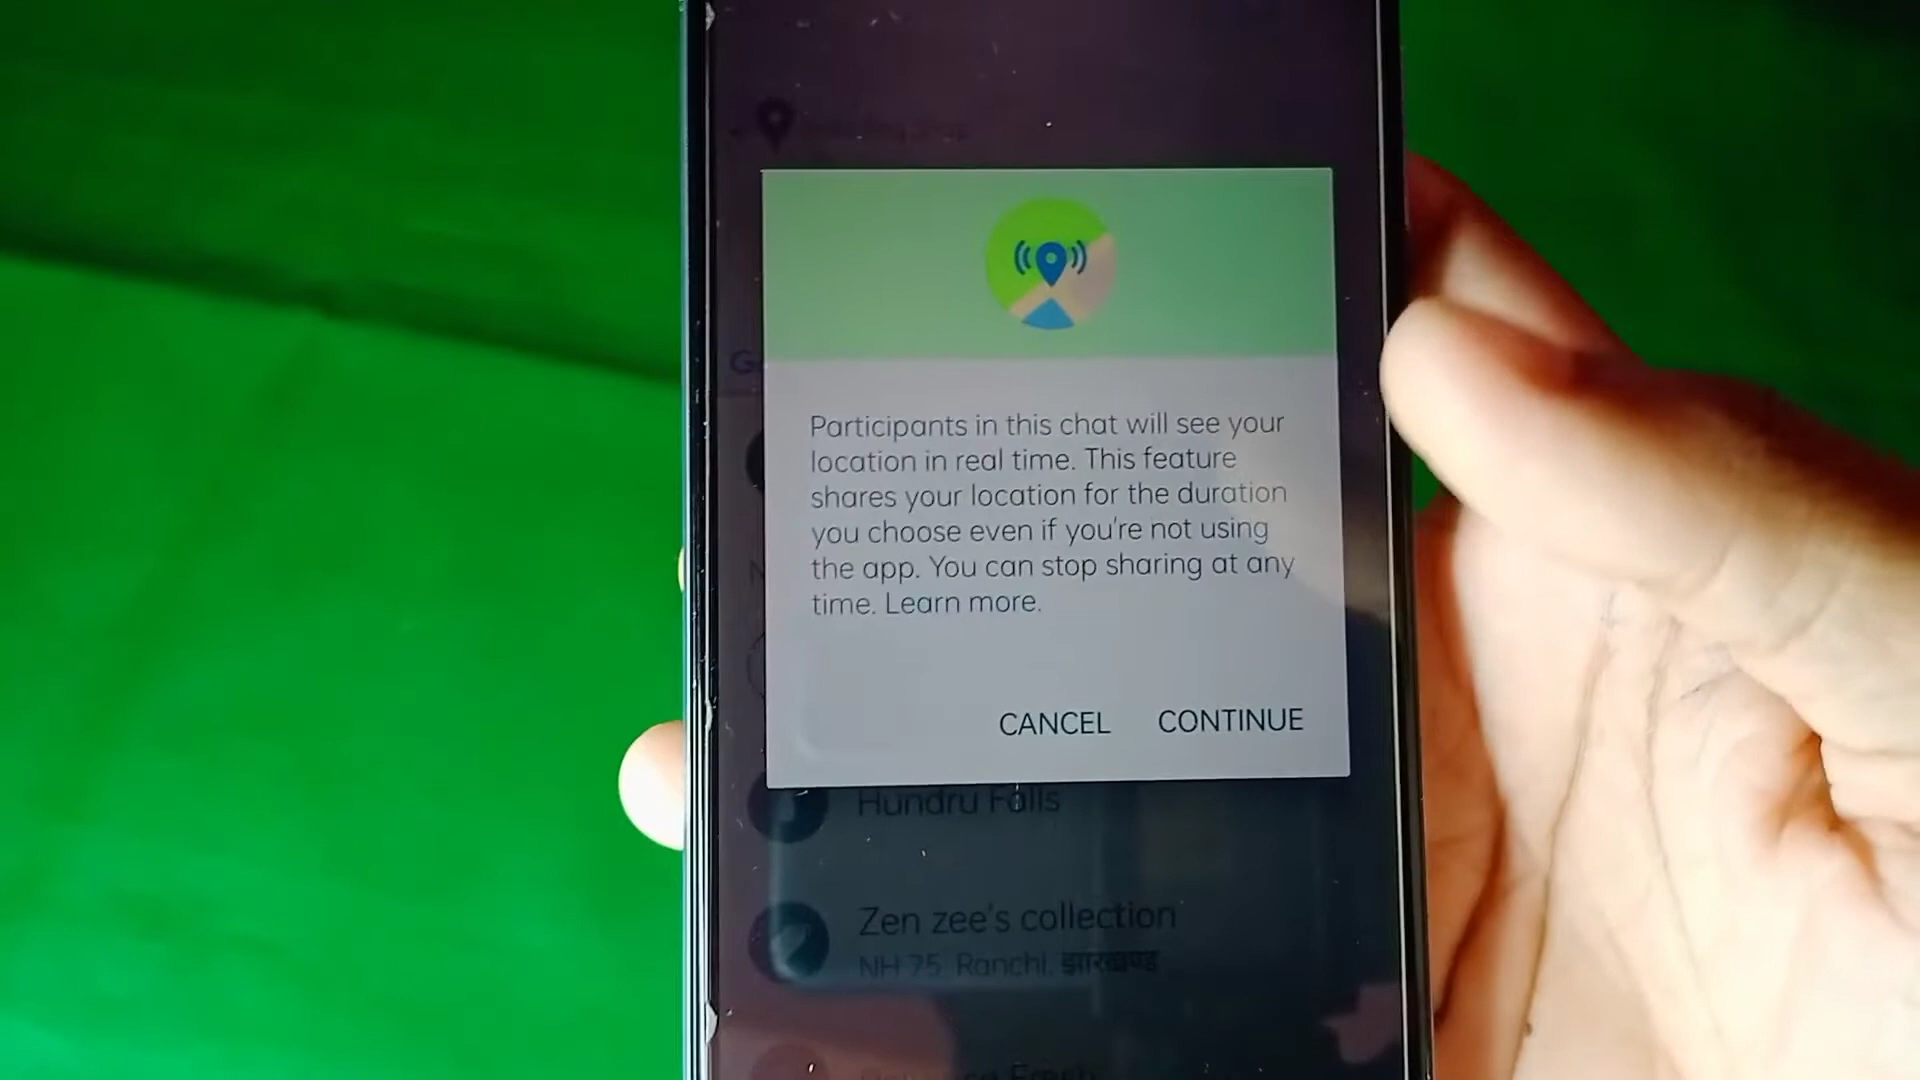 Participants in this chat will see your
location in real time. This feature
shares your location for the duration
you choose even if you're not using
the app. You can stop sharing at any
time. Learn more.
CANCEL CONTINUE
Hundru Falls
Zen zee's collection
NH 75, Ranchi, झारखण्ड